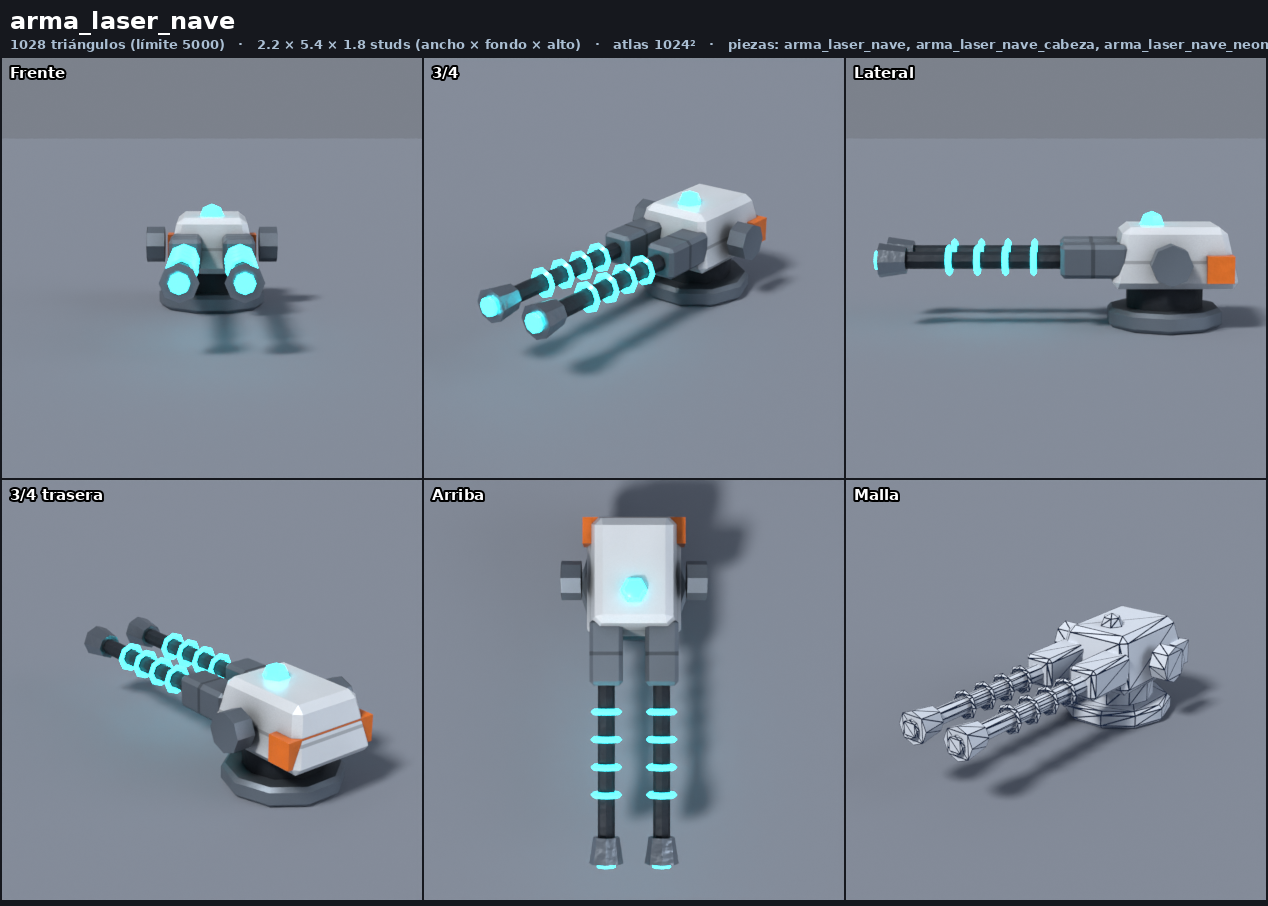 arma_laser_nave
1028 triángulos (límite 5000) · 2.2 × 5.4 × 1.8 studs (ancho × fondo × alto) · atlas 1024² · piezas: arma_laser_nave, arma_laser_nave_cabeza, arma_laser_nave_neon
Frente
3/4
Lateral
3/4 trasera
Arriba
Malla